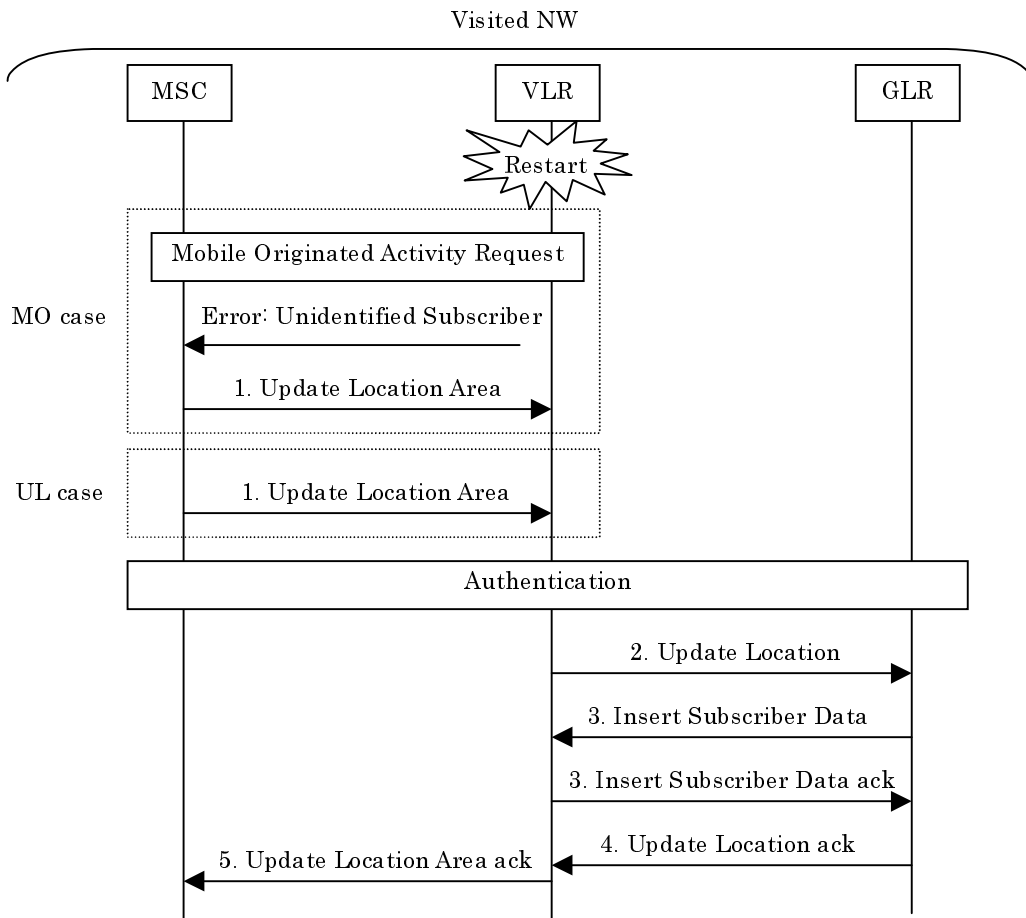 Visited NW
MSC
VLR
GLR
Restart
Mobile Originated Activity Request
MO case
Error: Unidentified Subscriber
1. Update Location Area
UL case
1. Update Location Area
Authentication
2. Update Location
3. Insert Subscriber Data
3. Insert Subscriber Data ack
4. Update Location ack
5. Update Location Area ack